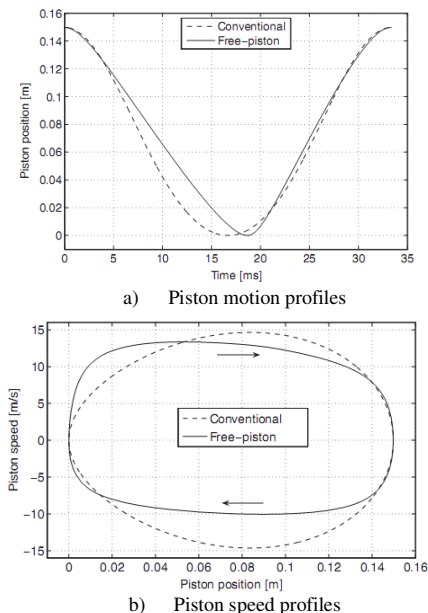 0.16
0.14
0.12
0.1
0.08
0.06
0.04
0.02
0
Piston position [m]
Conventional
Free-piston
0 5 10 15 20 25 30 35
Time [ms]
a) Piston motion profiles
15
10
5
0
-5
-10
-15
Piston speed [m/s]
Conventional
Free-piston
0 0.02 0.04 0.06 0.08 0.1 0.12 0.14 0.16
Piston position [m]
b) Piston speed profiles